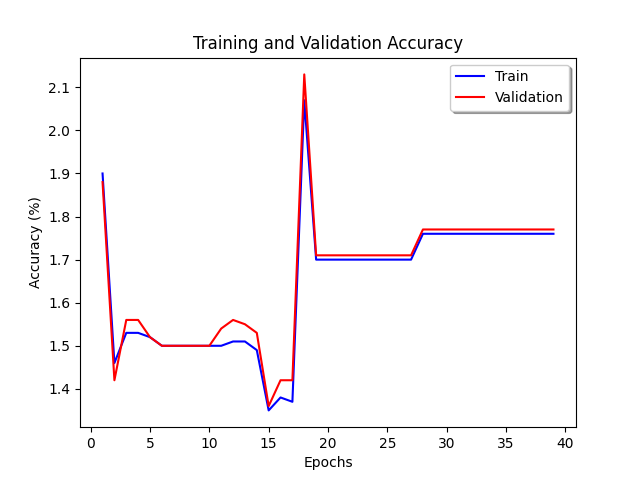 Training and Validation Accuracy
Train
Validation
2.1
2.0
1.9
1.8
1.7
1.6
1.5
1.4
Accuracy (%)
0 5 10 15 20 25 30 35 40
Epochs